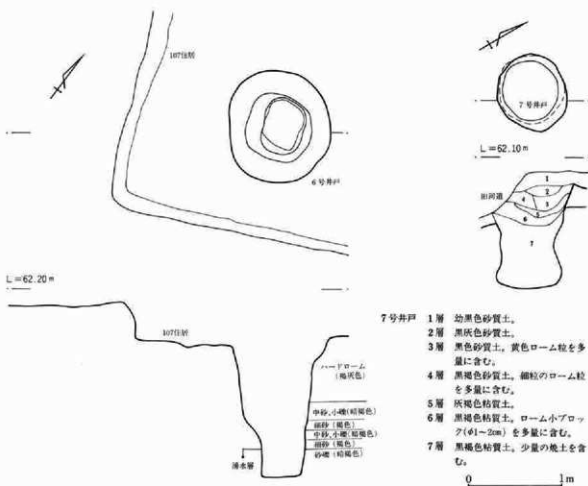 107住居
6号井戸
L=62.20m
107住居
ハードローム
(褐灰色)
中砂,小礫(暗褐色)
細砂(褐色)
中砂,小礫(暗褐色)
細砂(褐色)
砂礫(暗褐色)
湧水層
7号井戸
L=62.10m
旧河道
1
2
4 3
5
6
7
7号井戸 1層 幼黒色砂質土。
2層 黒灰色砂質土。
3層 黒色砂質土。黄色ローム粒を多
量に含む。
4層 黒褐色砂質土。細粒のローム粒
を多量に含む。
5層 灰褐色粘質土。
6層 黒褐色粘質土。ローム小ブロッ
ク(φ1~2cm)を多量に含む。
7層 黒褐色粘質土。少量の焼土を含
む。
0 1m